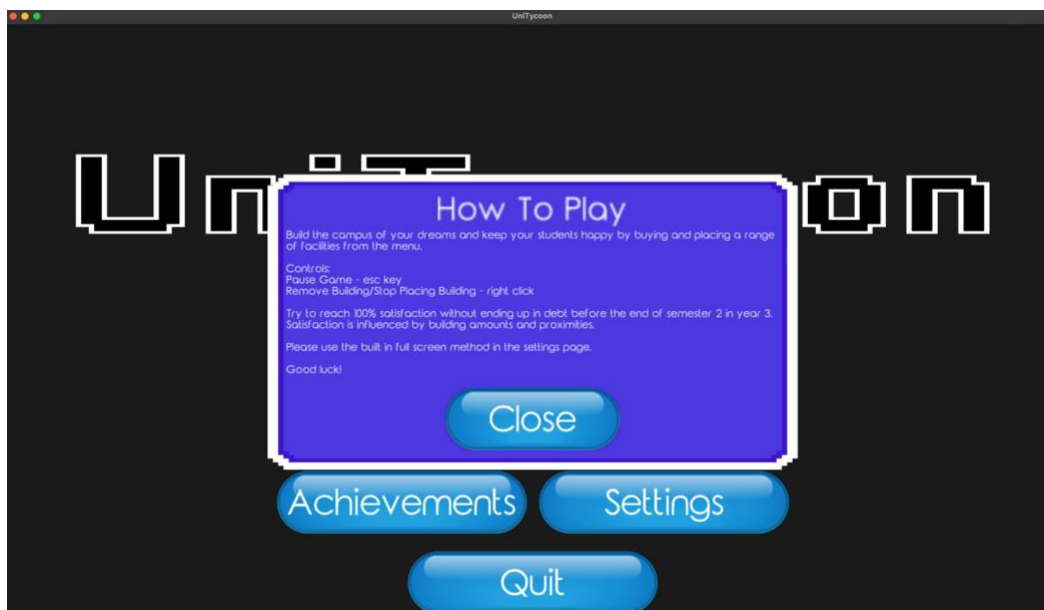 UniTycoon
UniT on
How To Play
Build the campus of your dreams and keep your students happy by buying and placing a range
of facilities from the menu.
Controls:
Pause Game - esc key
Remove Building/Stop Placing Building - right click
Try to reach 100% satisfaction without ending up in debt before the end of semester 2 in year 3.
Satisfaction is influenced by building amounts and proximities.
Please use the built in full screen method in the settings page.
Good luck!
Close
Achievements Settings
Quit